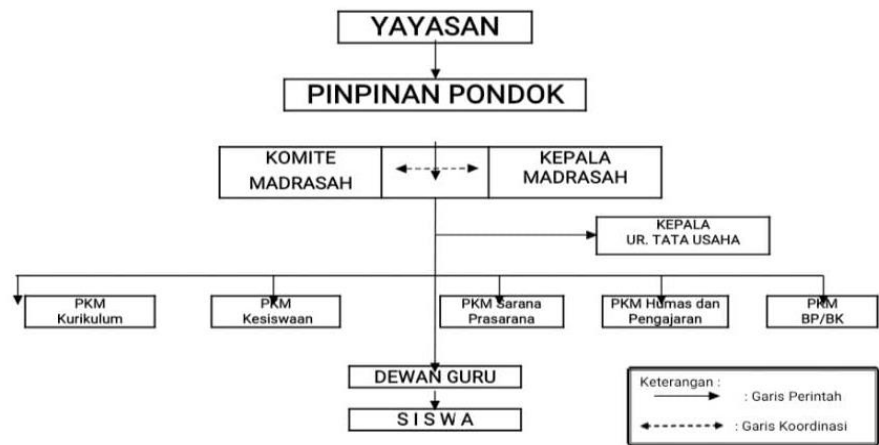 YAYASAN
PINPINAN PONDOK
KOMITE
MADRASAH
KEPALA
MADRASAH
KEPALA
UR. TATA USAHA
PKM
Kurikulum
PKM
Kesiswaan
PKM Sarana
Prasarana
PKM Humas dan
Pengajaran
PKM
BP/BK
DEWAN GURU
S I S W A
Keterangan :
: Garis Perintah
: Garis Koordinasi